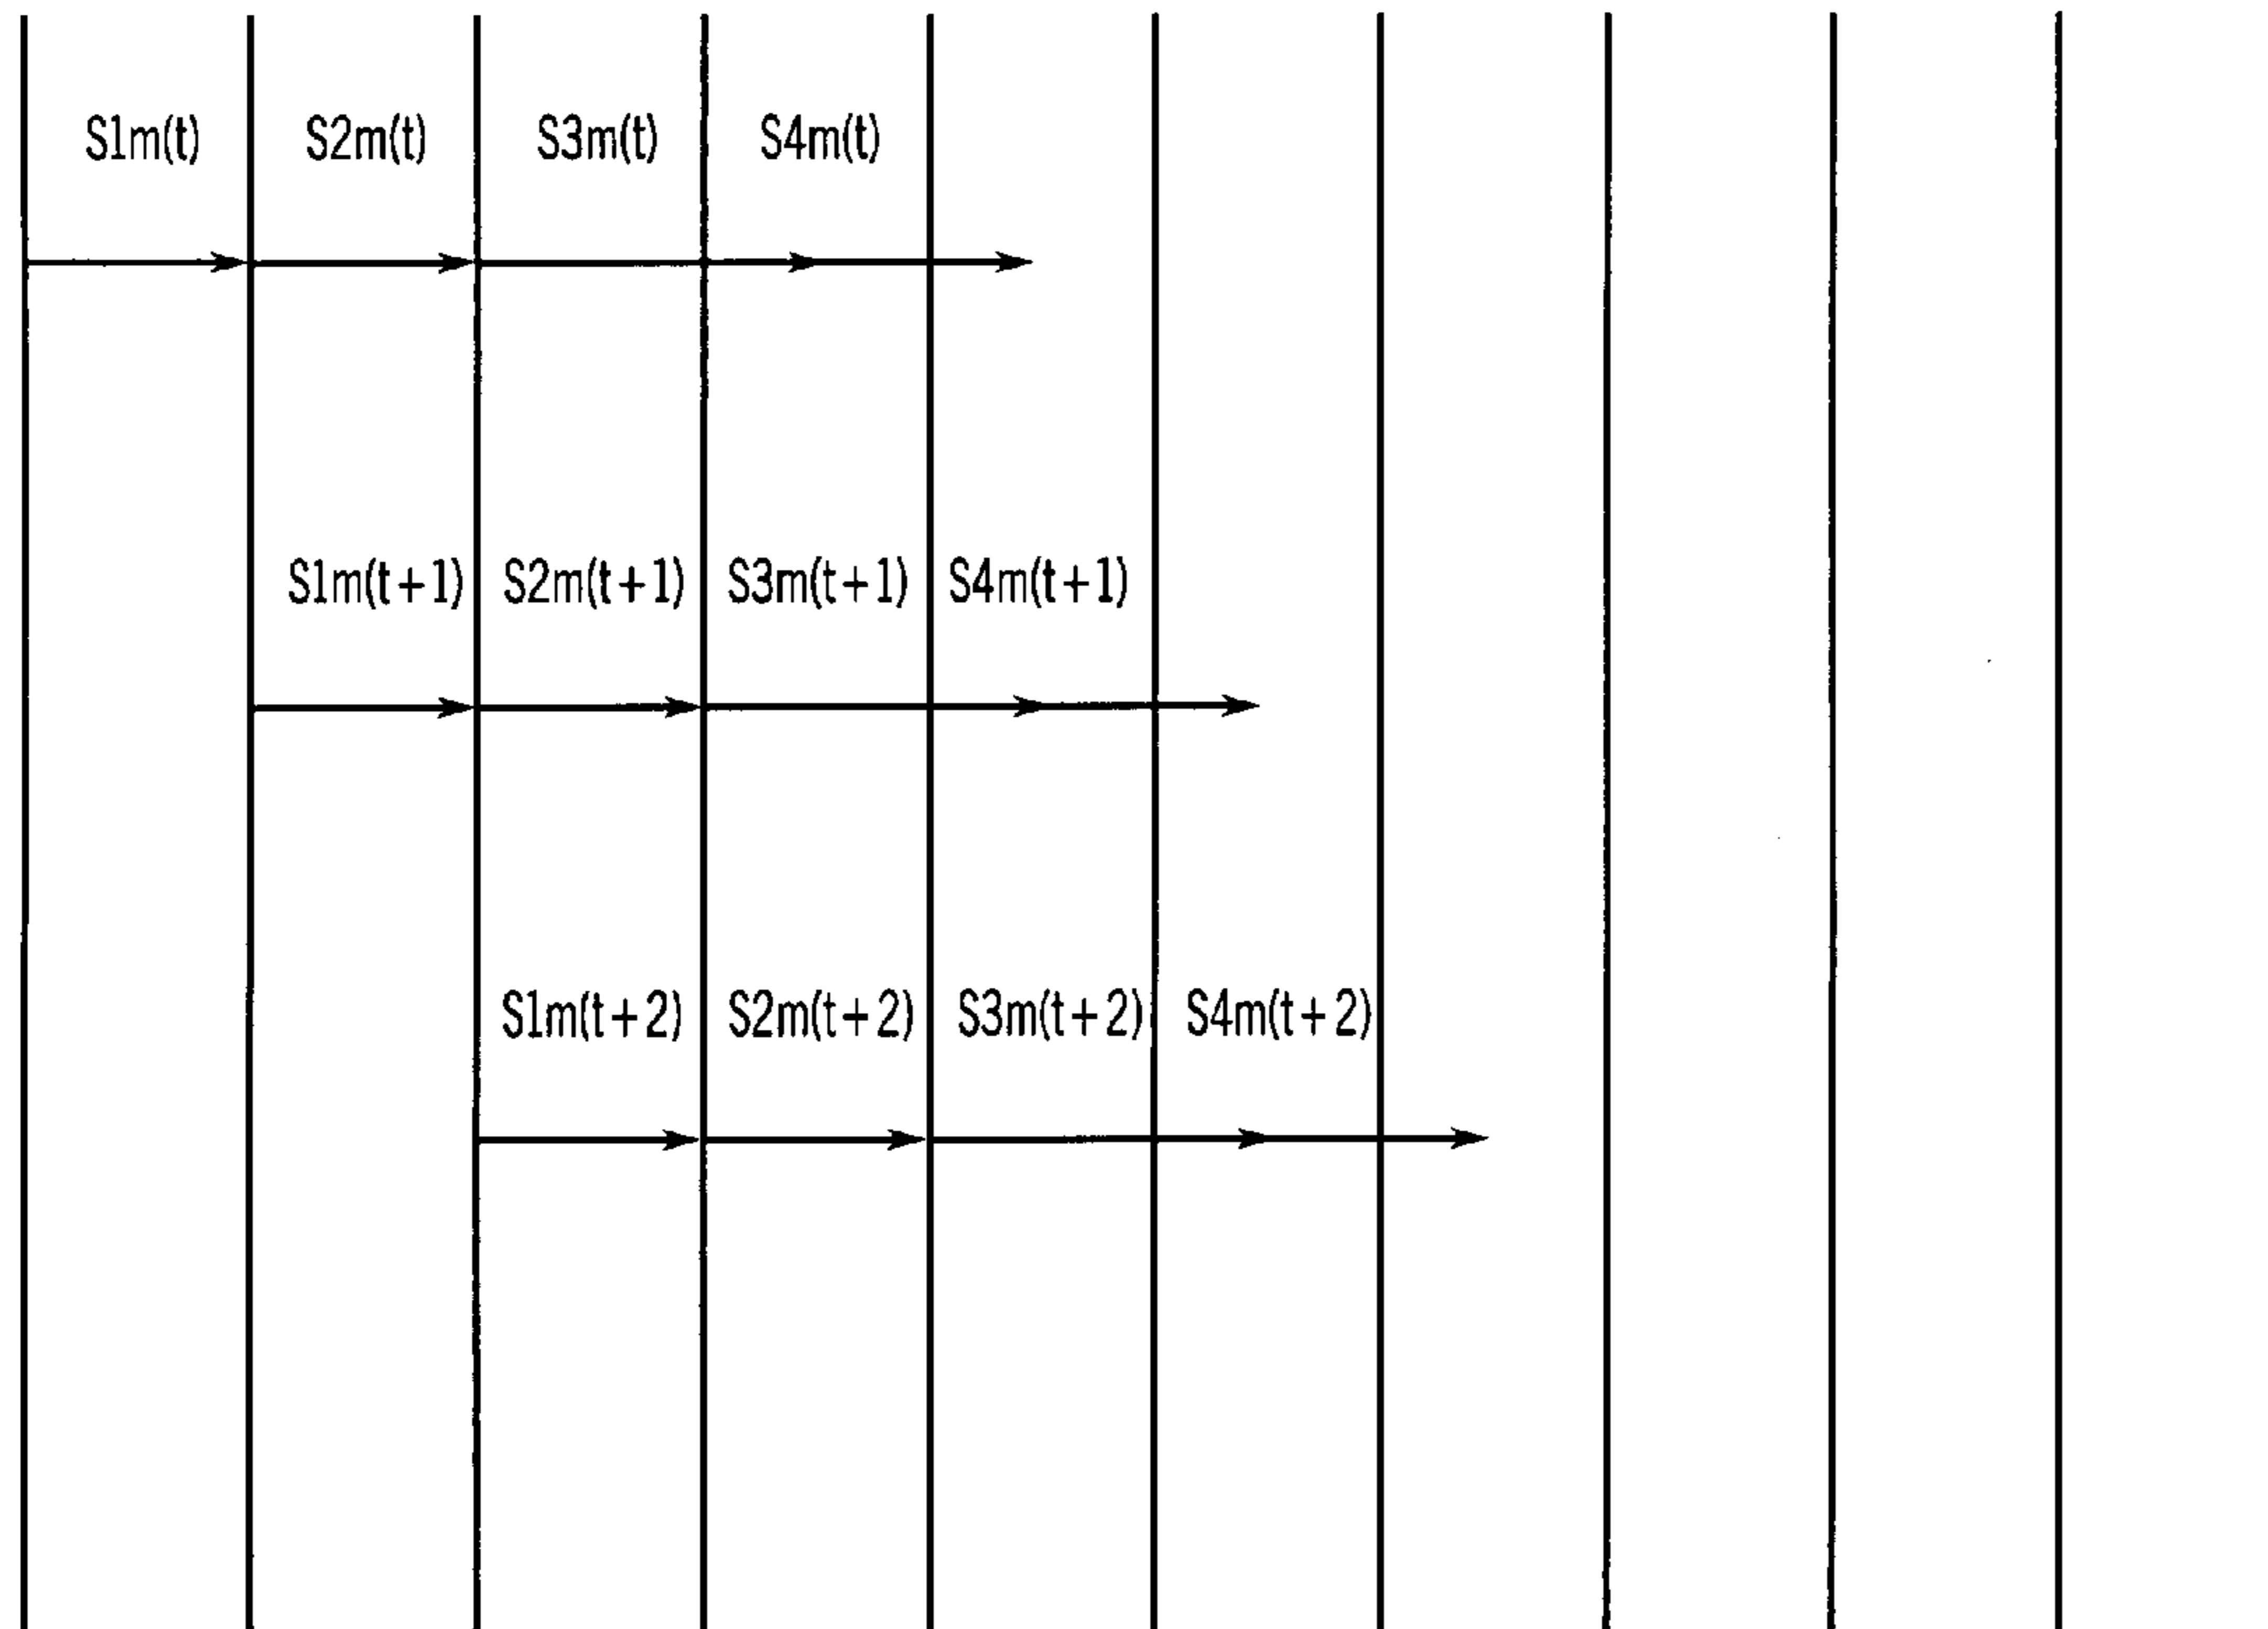 S1m(t) S2m(t) S3m(t) S4m(t)
S1m(t+1) S2m(t+1) S3m(t+1) S4m(t+1)
S1m(t+2) S2m(t+2) S3m(t+2) S4m(t+2)